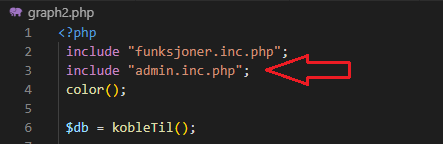 graph2.php
1 <?php
2 include "funksjoner.inc.php";
3 include "admin.inc.php";
4 color();
5
6 $db = kobleTil();